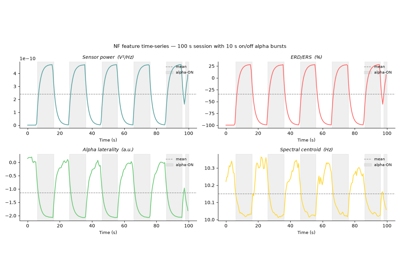 NF feature time-series — 100 s session with 10 s on/off alpha bursts
1e−10
Sensor power (V²/Hz)
mean
alpha-ON
4
3
2
1
0
0 20 40 60 80 100
Time (s)
ERD/ERS (%)
mean
alpha-ON
25
0
−25
−50
−75
−100
0 20 40 60 80 100
Time (s)
Alpha laterality (a.u.)
mean
alpha-ON
0.0
−0.5
−1.0
−1.5
−2.0
0 20 40 60 80 100
Time (s)
Spectral centroid (Hz)
mean
alpha-ON
10.3
10.2
10.1
10.0
0 20 40 60 80 100
Time (s)